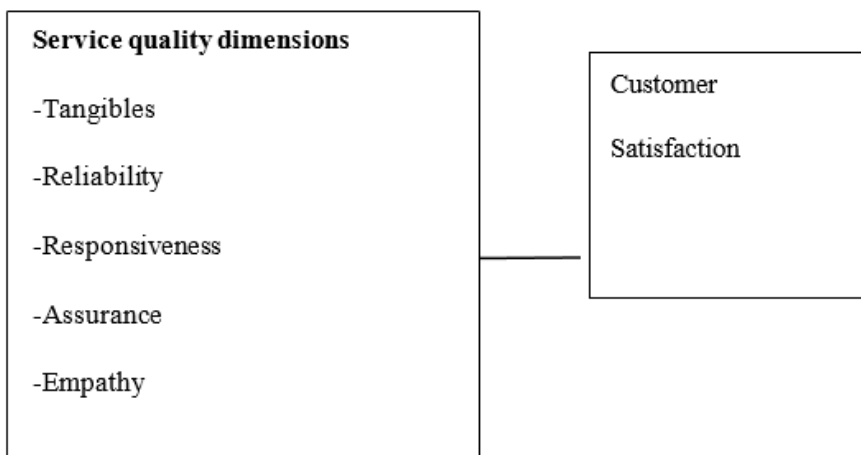 Service quality dimensions
-Tangibles
-Reliability
-Responsiveness
-Assurance
-Empathy
Customer
Satisfaction